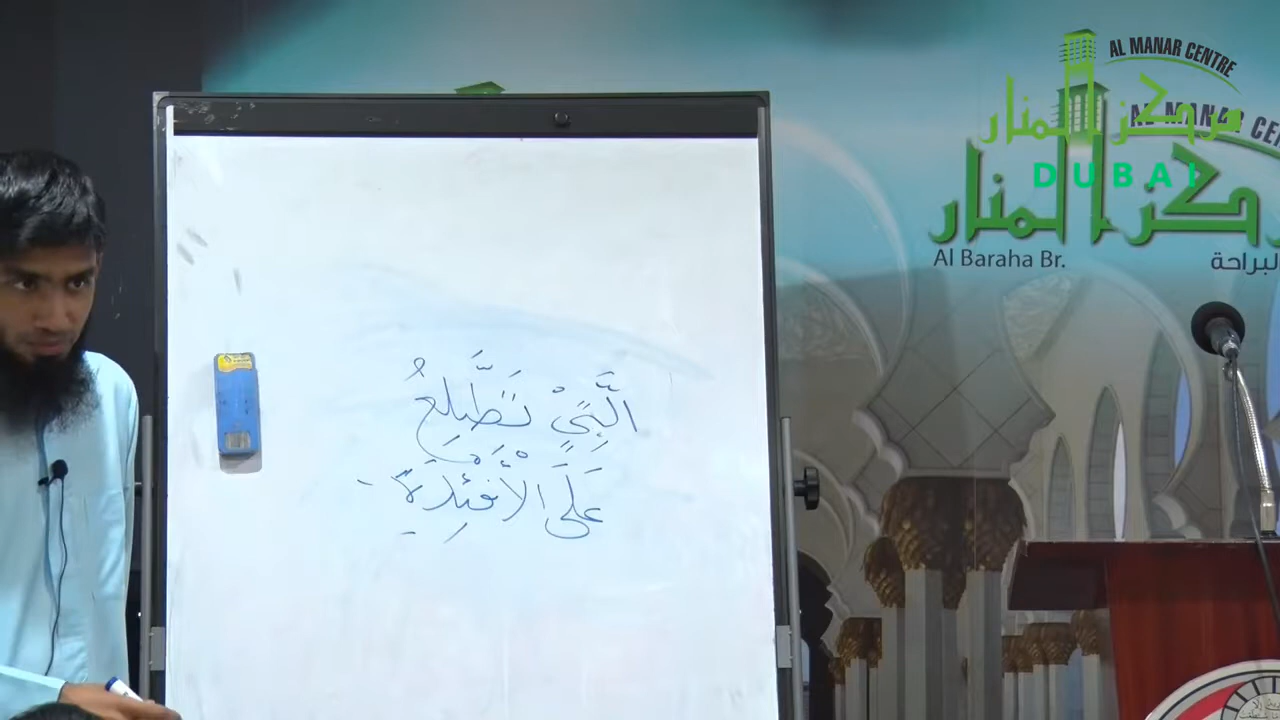 AL MANAR CENTRE
مركز المنار
DUBAI
مركز المنار
Al Baraha Br.
البراحة
الَّتِيْ تَطَّلِعُ
عَلَى الْأَفْئِدَةِ